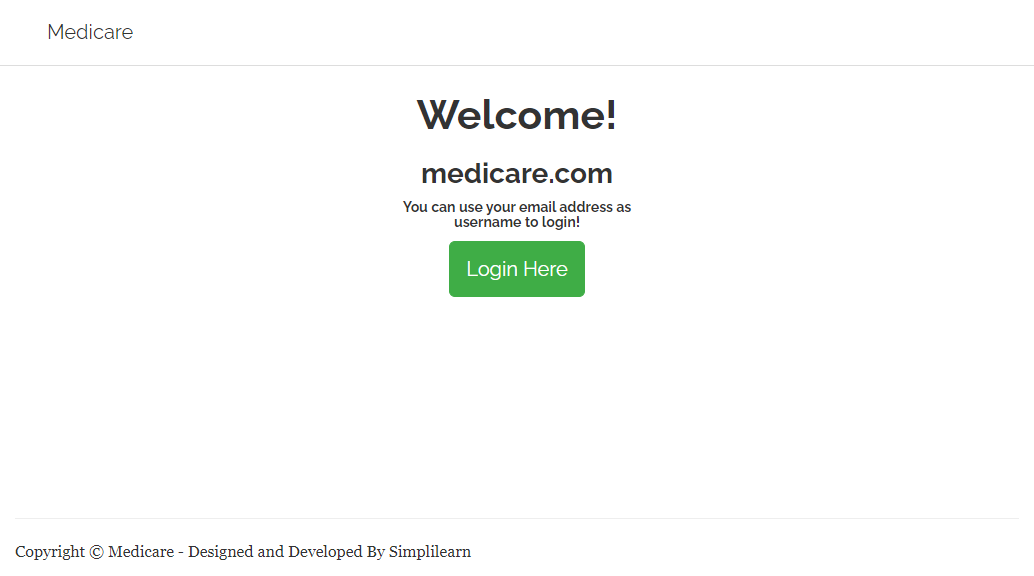 Medicare
Welcome!
medicare.com
You can use your email address as
username to login!
Login Here
Copyright © Medicare - Designed and Developed By Simplilearn